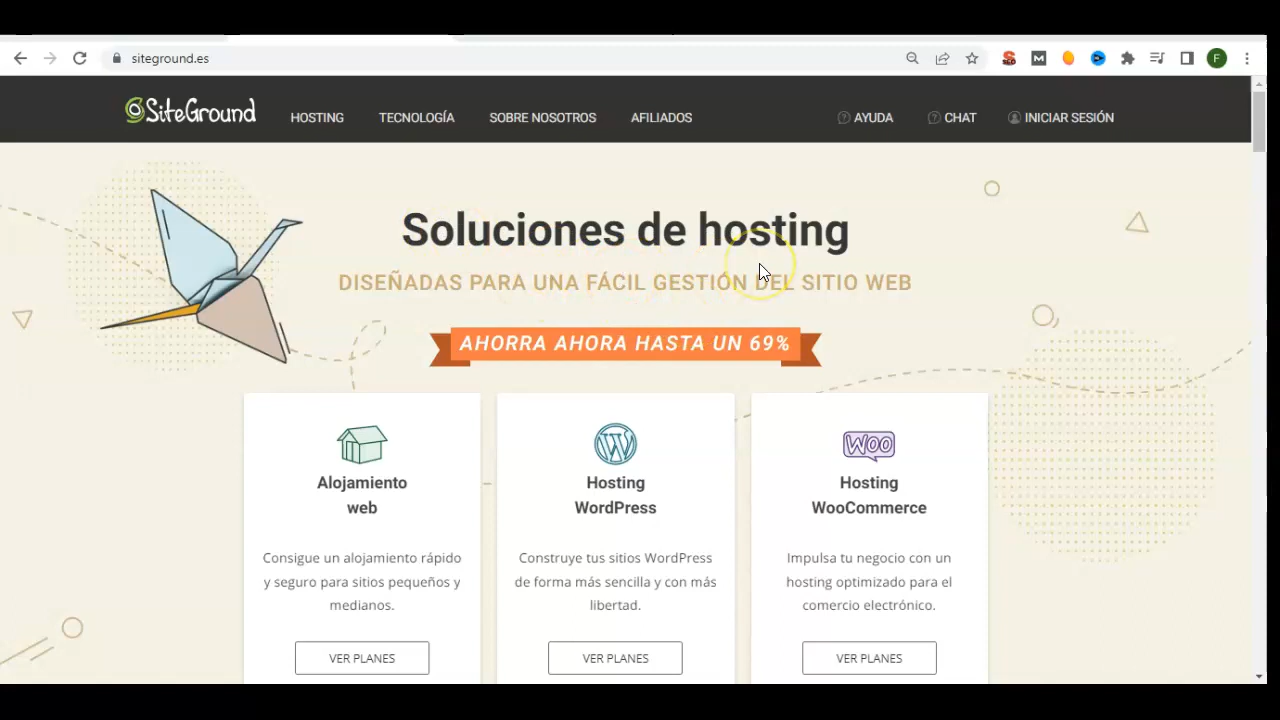 siteground.es
SEO
M
F
SiteGround
HOSTING
TECNOLOGÍA
SOBRE NOSOTROS
AFILIADOS
AYUDA
CHAT
INICIAR SESIÓN
Soluciones de hosting
DISEÑADAS PARA UNA FÁCIL GESTIÓN DEL SITIO WEB
AHORRA AHORA HASTA UN 69%
Alojamiento
web
Consigue un alojamiento rápido
y seguro para sitios pequeños y
medianos.
VER PLANES
Hosting
WordPress
Construye tus sitios WordPress
de forma más sencilla y con más
libertad.
VER PLANES
WOO
Hosting
WooCommerce
Impulsa tu negocio con un
hosting optimizado para el
comercio electrónico.
VER PLANES